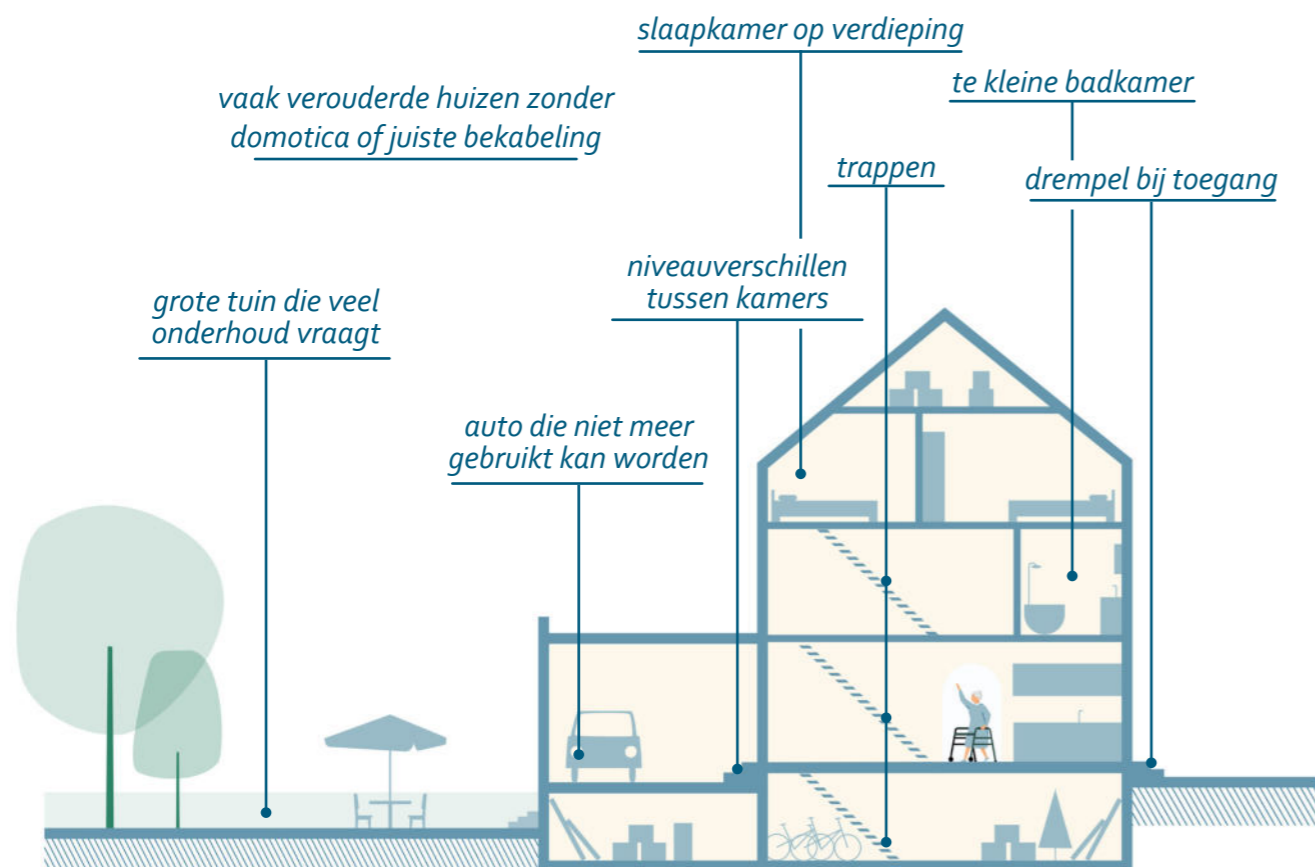 slaapkamer op verdieping
te kleine badkamer
vaak verouderde huizen zonder
domotica of juiste bekabeling
trappen
drempel bij toegang
niveauverschillen
tussen kamers
grote tuin die veel
onderhoud vraagt
auto die niet meer
gebruikt kan worden